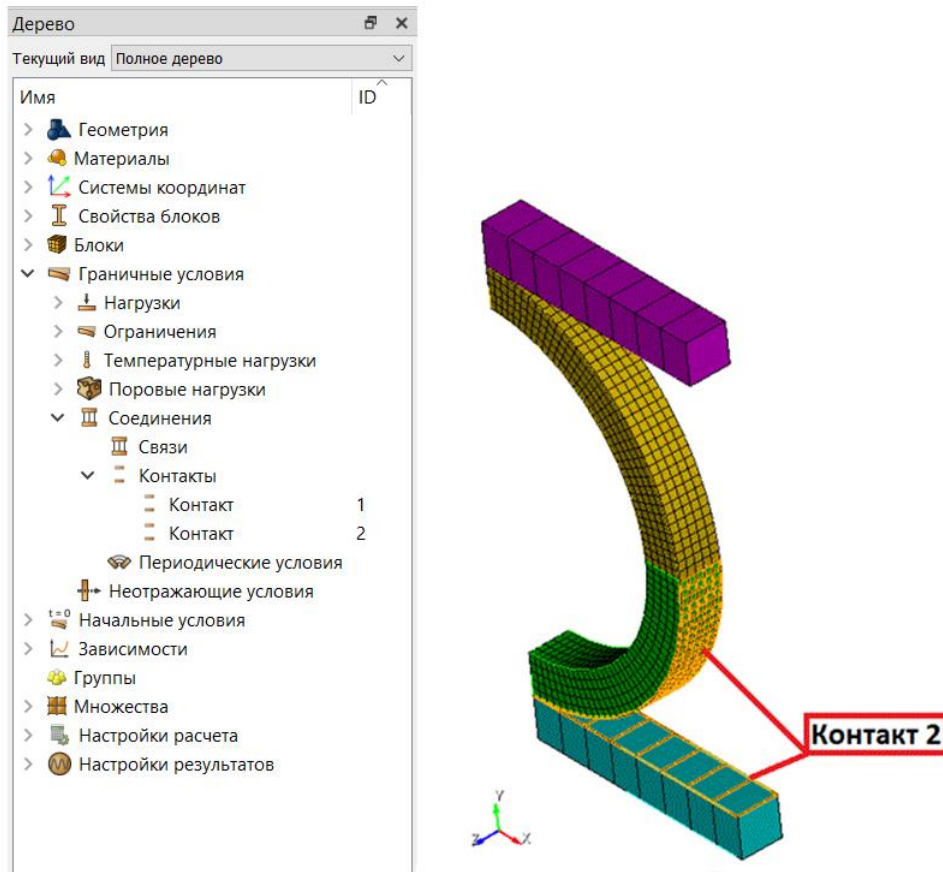 Дерево
Текущий вид Полное дерево
Имя ID
Геометрия
Материалы
Системы координат
Свойства блоков
Блоки
Граничные условия
Нагрузки
Ограничения
Температурные нагрузки
Поровые нагрузки
Соединения
Связи
Контакты
Контакт 1
Контакт 2
Периодические условия
Неотражающие условия
t=0 Начальные условия
Зависимости
Группы
Множества
Настройки расчета
Настройки результатов
Контакт 2
Y
Z X